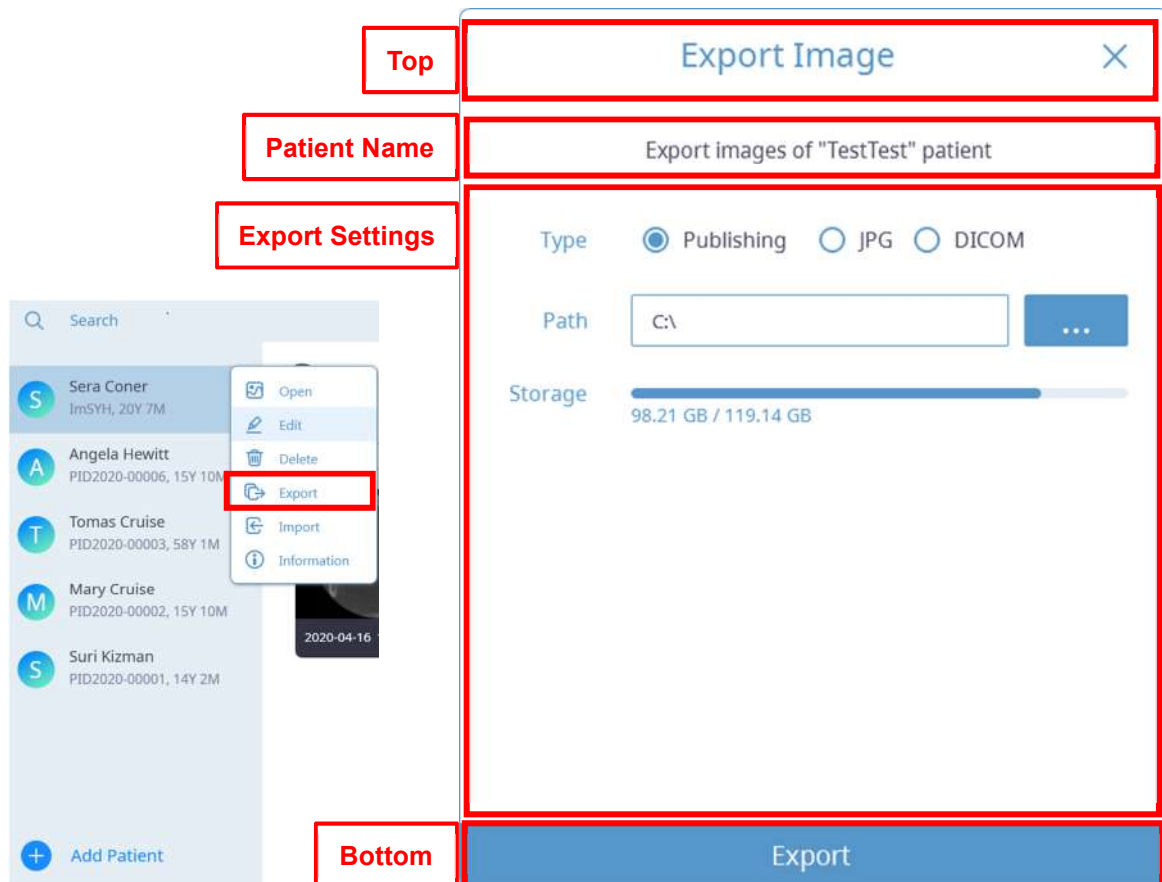 Top
Export Image
Patient Name
Export images of "TestTest" patient
Export Settings
Type Publishing JPG DICOM
Path C:\ ...
Storage
98.21 GB / 119.14 GB
Search
S Sera Coner
ImSYH, 20Y 7M
A Angela Hewitt
PID2020-00006, 15Y 10M
T Tomas Cruise
PID2020-00003, 58Y 1M
M Mary Cruise
PID2020-00002, 15Y 10M
S Suri Kizman
PID2020-00001, 14Y 2M
Open
Edit
Delete
Export
Import
Information
2020-04-16
Add Patient
Bottom
Export